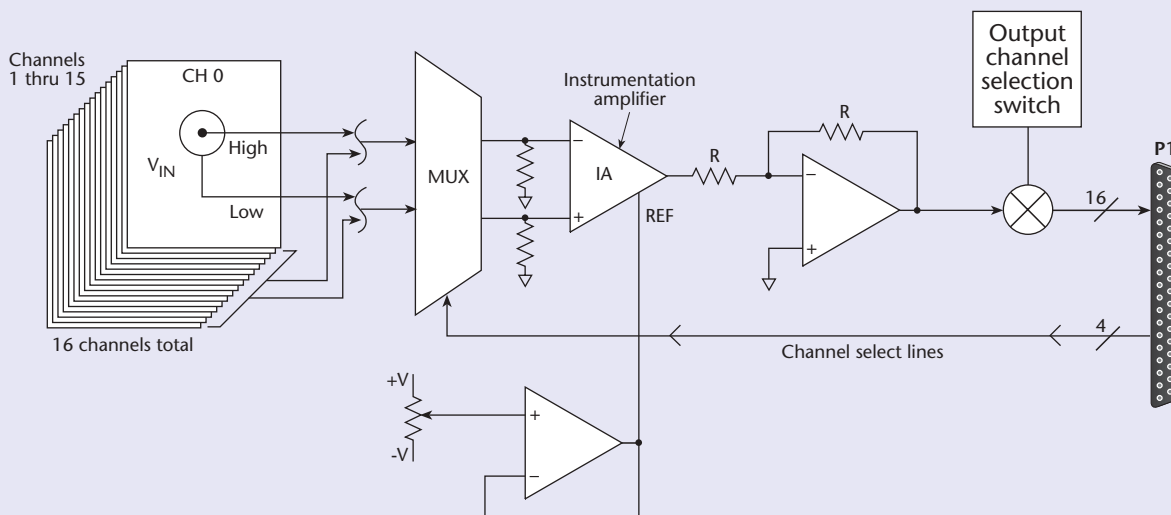 Channels
1 thru 15
CH 0
High
V_IN
Low
16 channels total
MUX
Instrumentation
amplifier
−
IA
+
REF
R
R
−
+
Output
channel
selection
switch
P1
16
4
Channel select lines
+V
-V
+
−